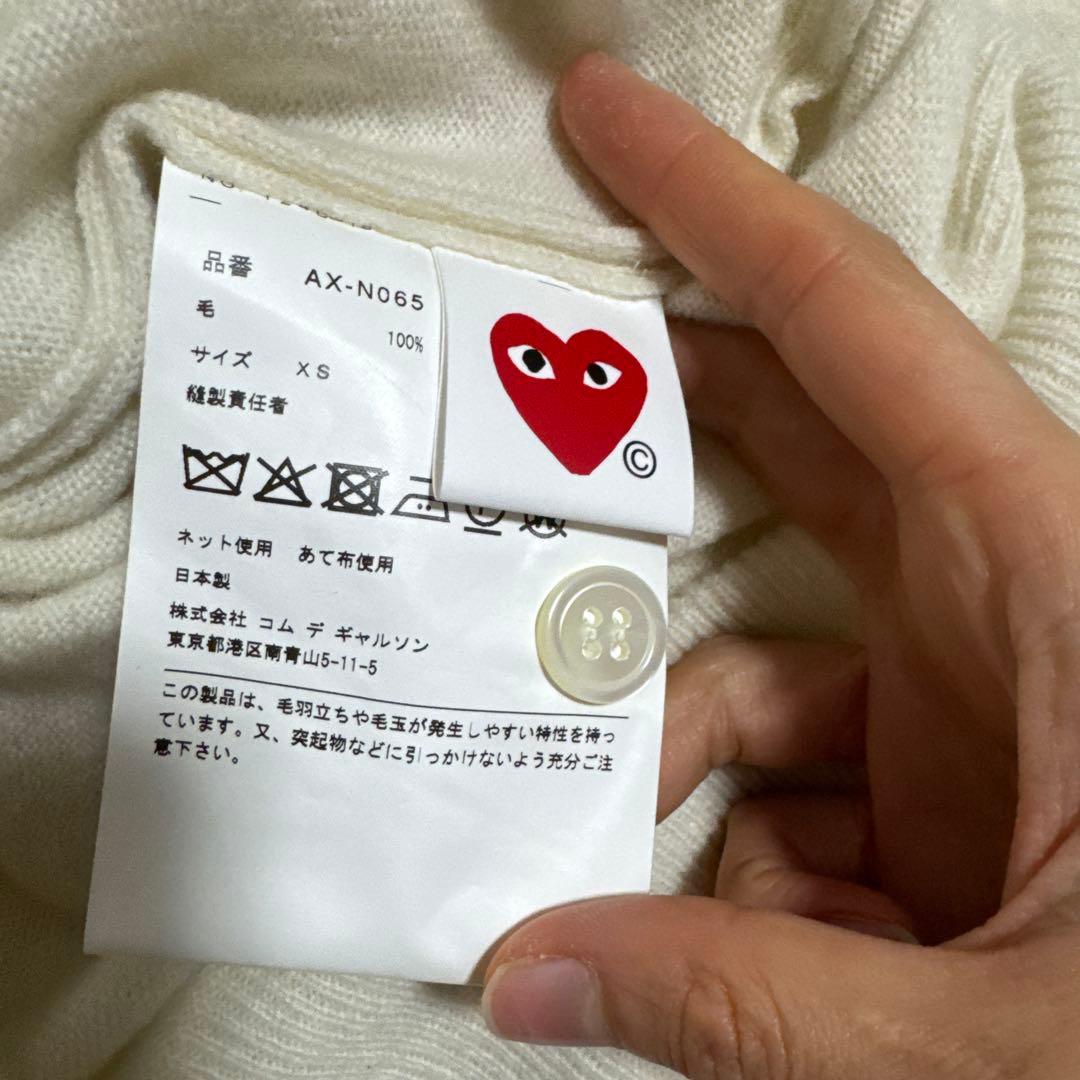 品番 AX-N065
毛 100%
サイズ XS
縫製責任者
©
ネット使用 あて布使用
日本製
株式会社 コム デ ギャルソン
東京都港区南青山5-11-5
この製品は、毛羽立ちや毛玉が発生しやすい特性を持っ
ています。又、突起物などに引っかけないよう充分ご注
意下さい。